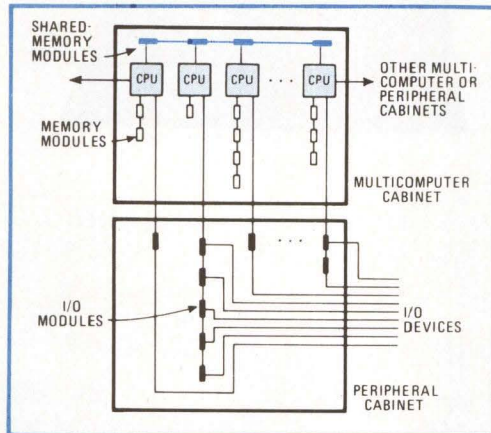 SHARED-
MEMORY
MODULES
CPU CPU CPU . . . CPU
OTHER MULTI-
COMPUTER OR
PERIPHERAL
CABINETS
MEMORY
MODULES
MULTICOMPUTER
CABINET
. . .
I/O
MODULES
I/O
DEVICES
PERIPHERAL
CABINET